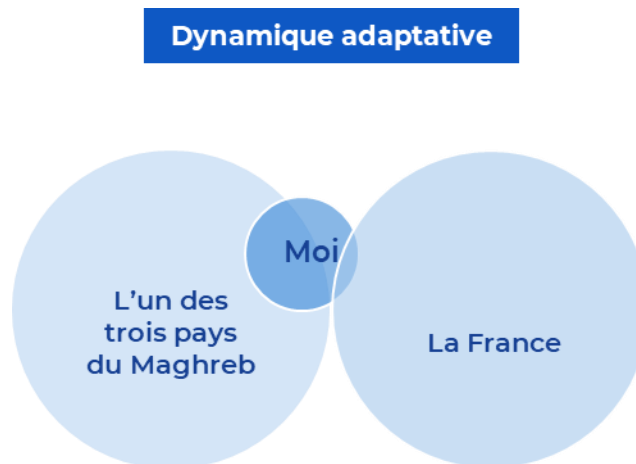 Dynamique adaptative
Moi
L’un des
trois pays
du Maghreb
La France